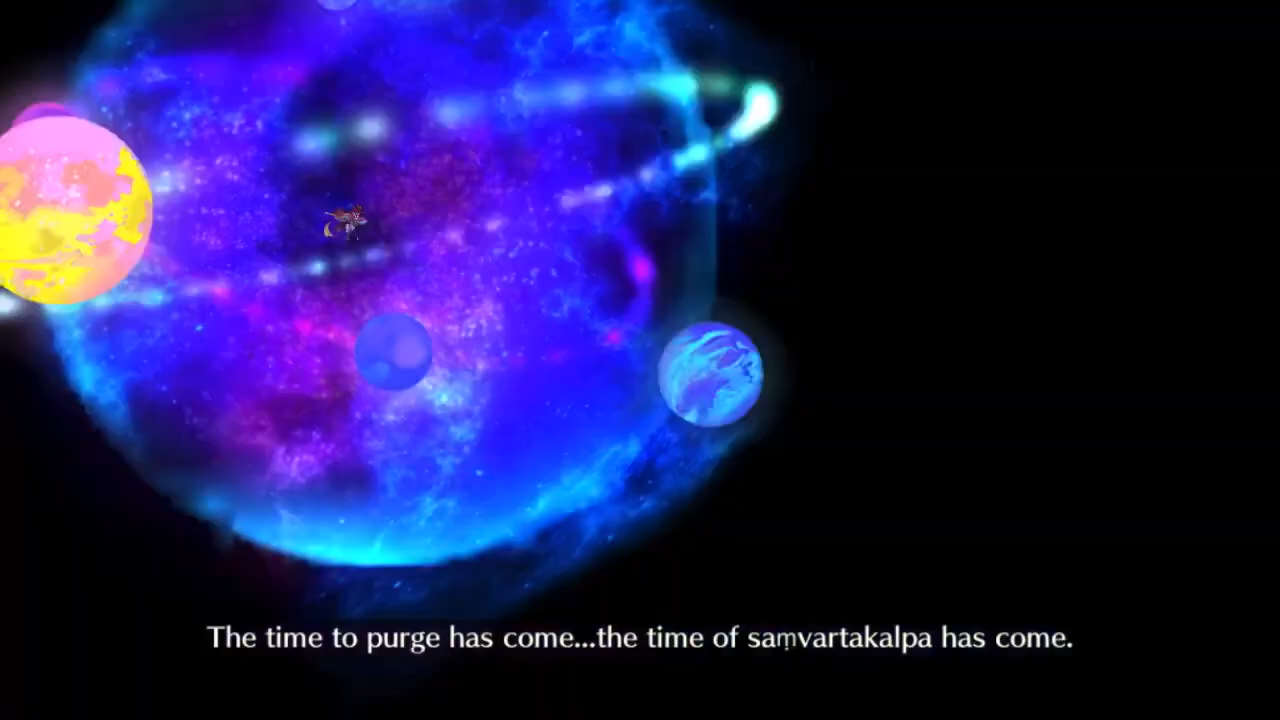 The time to purge has come...the time of saṃvartakalpa has come.